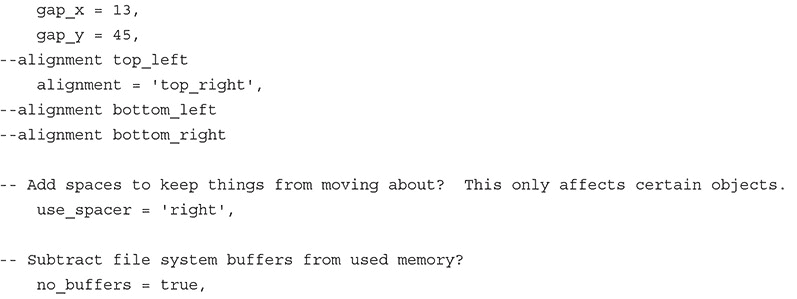 gap_x = 13,
gap_y = 45,
--alignment top_left
alignment = 'top_right',
--alignment bottom_left
--alignment bottom_right
-- Add spaces to keep things from moving about?  This only affects certain objects.
use_spacer = 'right',
-- Subtract file system buffers from used memory?
no_buffers = true,